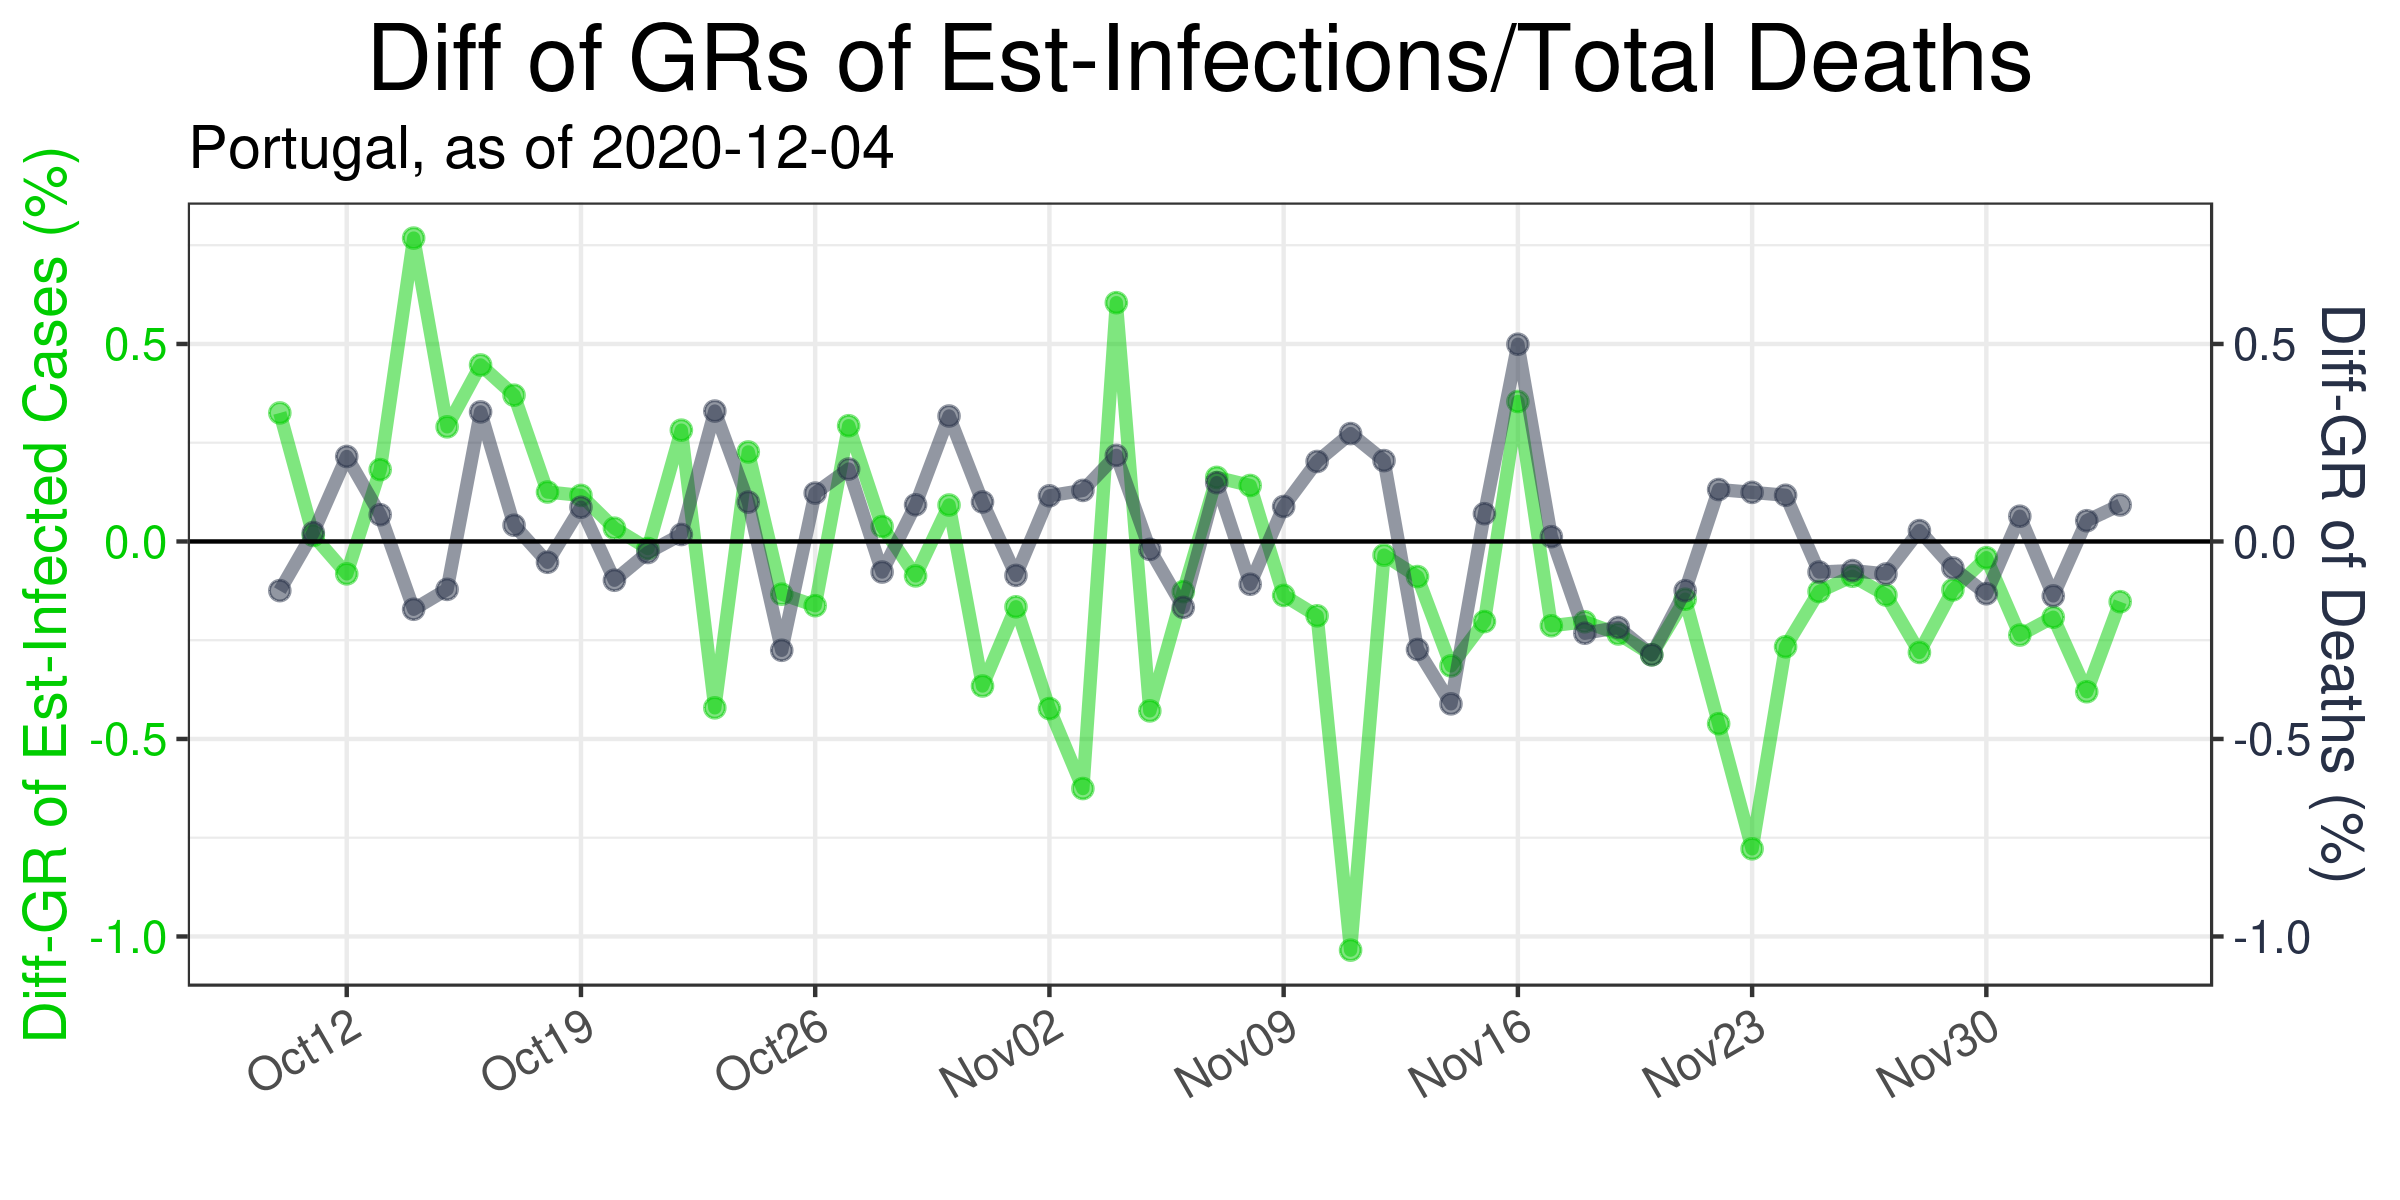 Diff of GRs of Est-Infections/Total Deaths
Portugal, as of 2020-12-04
Diff-GR of Est-Infected Cases (%)
0.5
0.0
-0.5
-1.0
0.5
0.0
-0.5
-1.0
Diff-GR of Deaths (%)
Oct12
Oct19
Oct26
Nov02
Nov09
Nov16
Nov23
Nov30